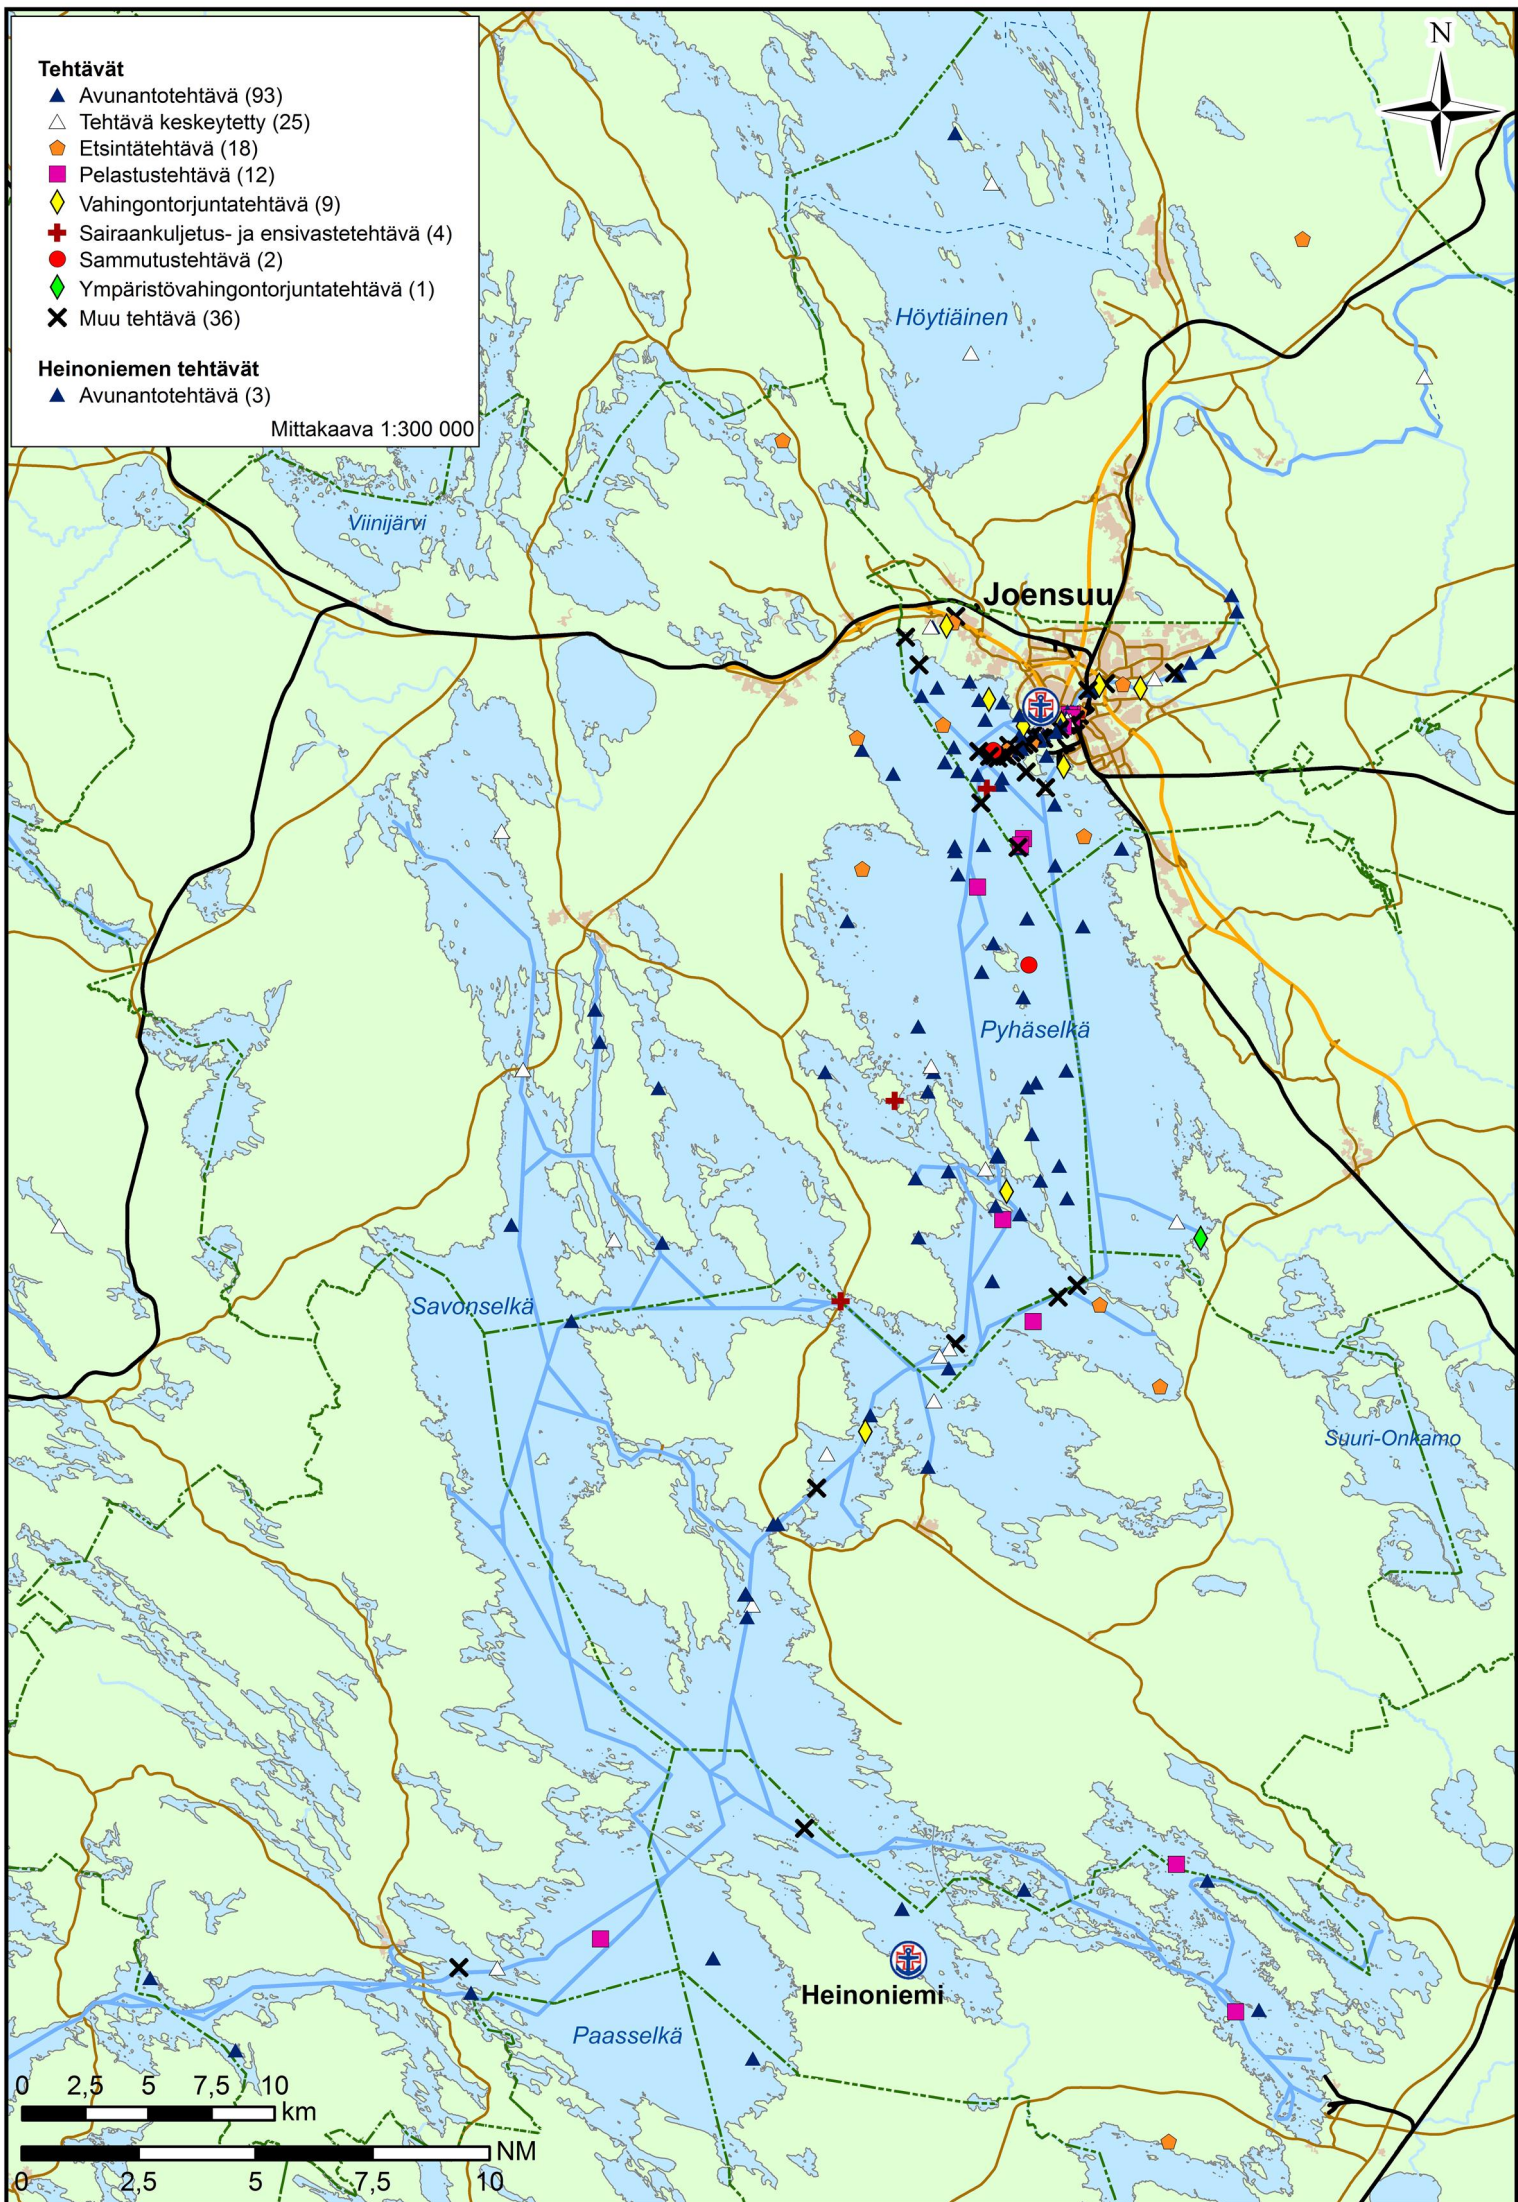 Tehtävät
Avunantotehtävä (93)
Tehtävä keskeytetty (25)
Etsintätehtävä (18)
Pelastustehtävä (12)
Vahingontorjuntatehtävä (9)
Sairaankuljetus- ja ensivastetehtävä (4)
Sammutustehtävä (2)
Ympäristövahingontorjuntatehtävä (1)
Muu tehtävä (36)
Heinoniemen tehtävät
Avunantotehtävä (3)
Mittakaava 1:300 000
N
Höytiäinen
Viinijärvi
Joensuu
Pyhäselkä
Savonselkä
Suuri-Onkamo
Heinoniemi
Paasselkä
0 2,5 5 7,5 10
km
NM
0 2,5 5 7,5 10